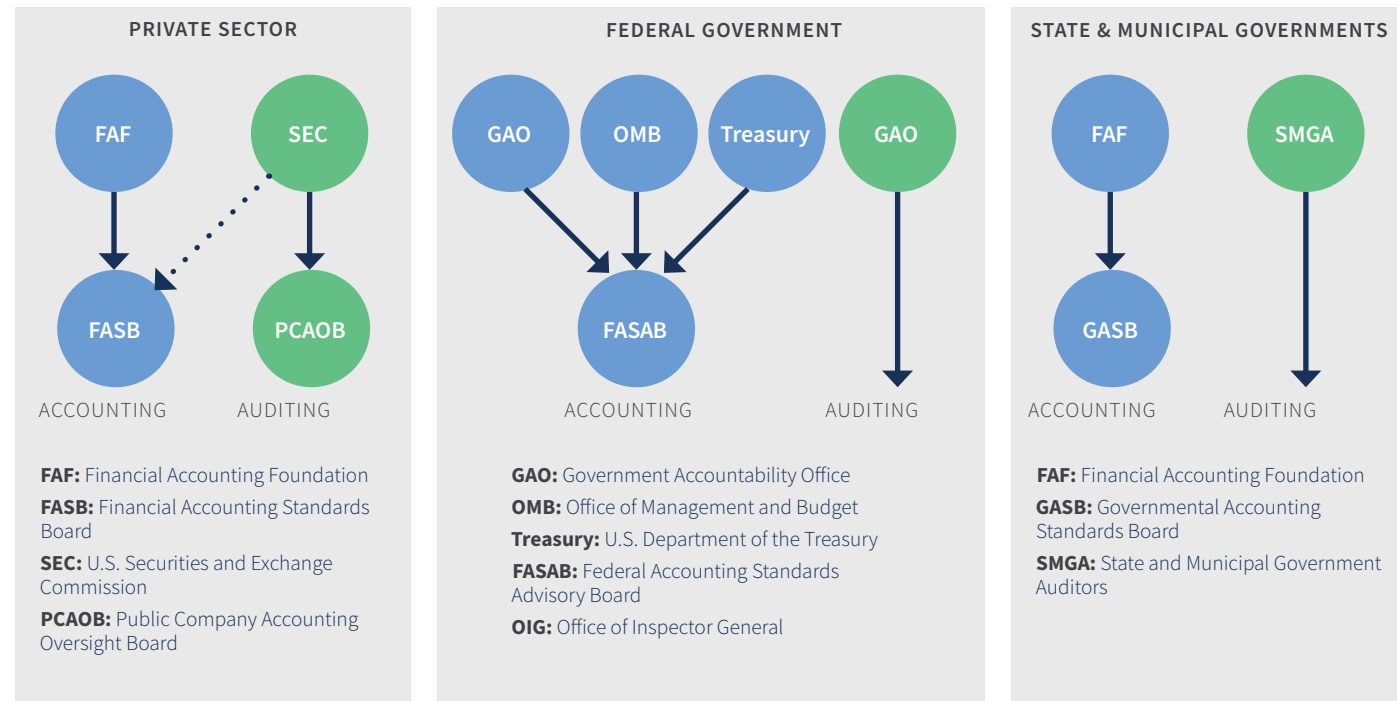 PRIVATE SECTOR
FAF
SEC
FASB
PCAOB
ACCOUNTING
AUDITING
FAF: Financial Accounting Foundation
FASB: Financial Accounting Standards
Board
SEC: U.S. Securities and Exchange
Commission
PCAOB: Public Company Accounting
Oversight Board
FEDERAL GOVERNMENT
GAO
OMB
Treasury
GAO
FASAB
ACCOUNTING
AUDITING
GAO: Government Accountability Office
OMB: Office of Management and Budget
Treasury: U.S. Department of the Treasury
FASAB: Federal Accounting Standards
Advisory Board
OIG: Office of Inspector General
STATE & MUNICIPAL GOVERNMENTS
FAF
SMGA
GASB
ACCOUNTING
AUDITING
FAF: Financial Accounting Foundation
GASB: Governmental Accounting
Standards Board
SMGA: State and Municipal Government
Auditors